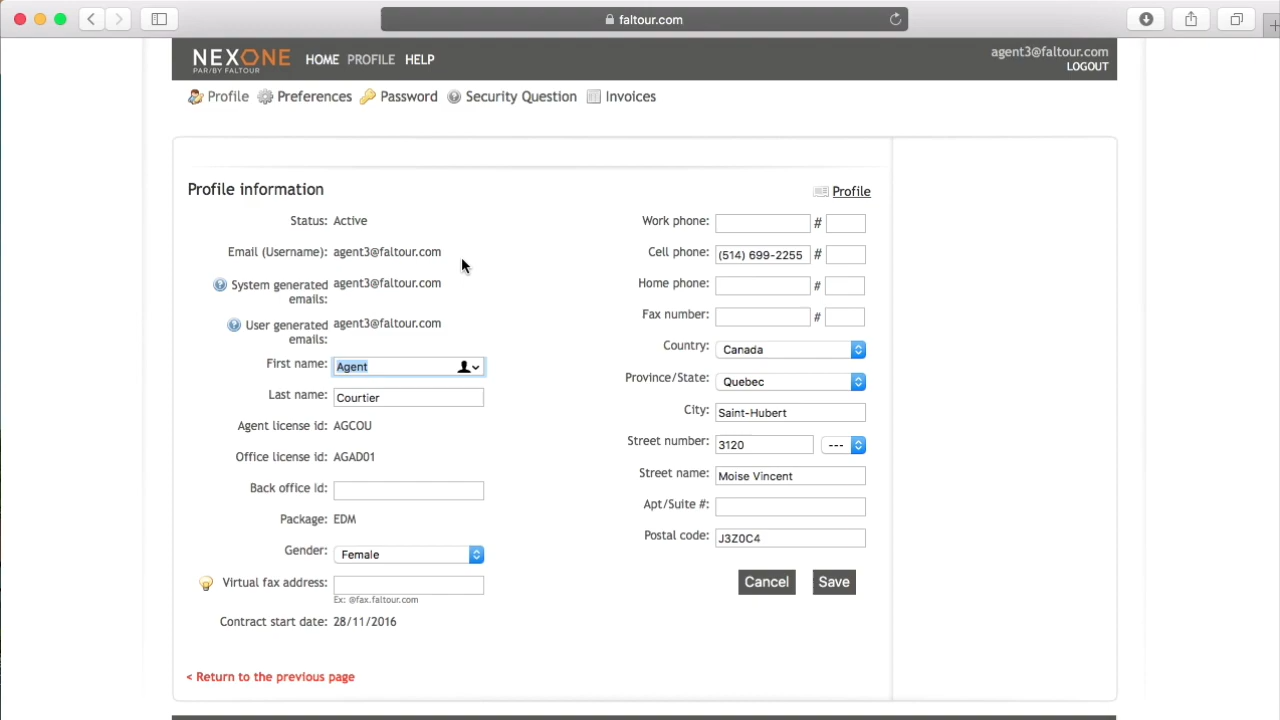 faltour.com
NEXONE
PAR/BY FALTOUR
HOME PROFILE HELP
agent3@faltour.com
LOGOUT
Profile Preferences Password Security Question Invoices
Profile information
Profile
Status: Active
Email (Username): agent3@faltour.com
System generated emails: agent3@faltour.com
User generated emails: agent3@faltour.com
First name: Agent
Last name: Courtier
Agent license id: AGCOU
Office license id: AGAD01
Back office Id:
Package: EDM
Gender: Female
Virtual fax address:
Ex: @fax.faltour.com
Contract start date: 28/11/2016
Work phone: #
Cell phone: (514) 699-2255 #
Home phone: #
Fax number: #
Country: Canada
Province/State: Quebec
City: Saint-Hubert
Street number: 3120 ---
Street name: Moise Vincent
Apt/Suite #:
Postal code: J3Z0C4
Cancel Save
< Return to the previous page